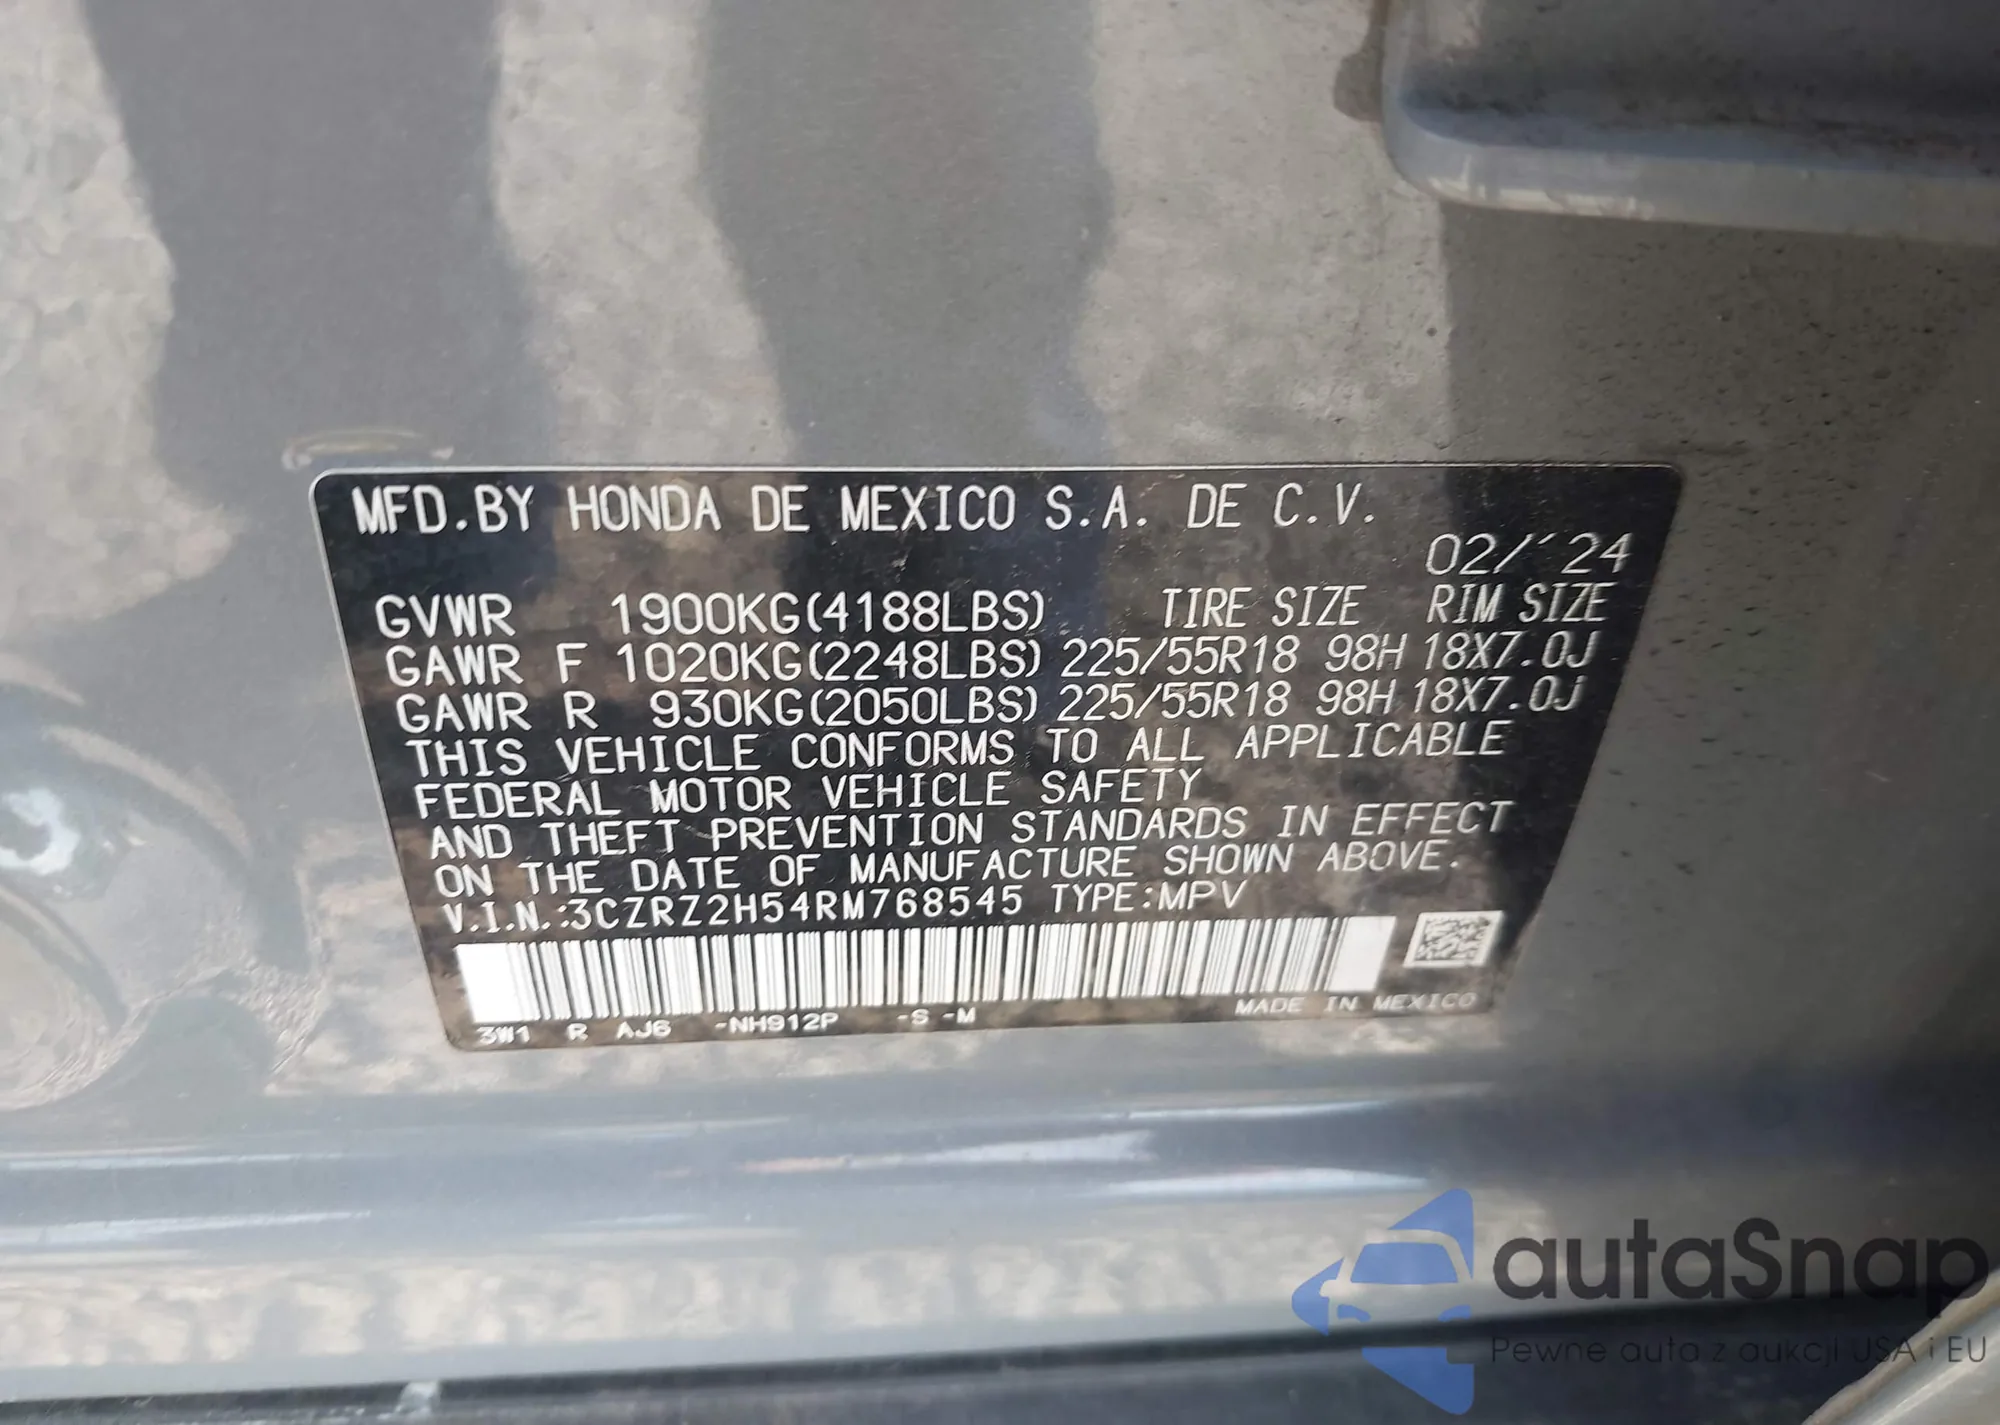 MFD.BY HONDA DE MEXICO S.A. DE C.V.
02/´24
GVWR 1900KG(4188LBS) TIRE SIZE RIM SIZE
GAWR F 1020KG(2248LBS) 225/55R18 98H 18X7.0J
GAWR R 930KG(2050LBS) 225/55R18 98H 18X7.0J
THIS VEHICLE CONFORMS TO ALL APPLICABLE
FEDERAL MOTOR VEHICLE SAFETY
AND THEFT PREVENTION STANDARDS IN EFFECT
ON THE DATE OF MANUFACTURE SHOWN ABOVE.
V.I.N.:3CZRZ2H54RM768545 TYPE:MPV
MADE IN MEXICO
3W1 R AJ6 -NH912P -S -M
autaSnap
Pewne auta z aukcji USA i EU